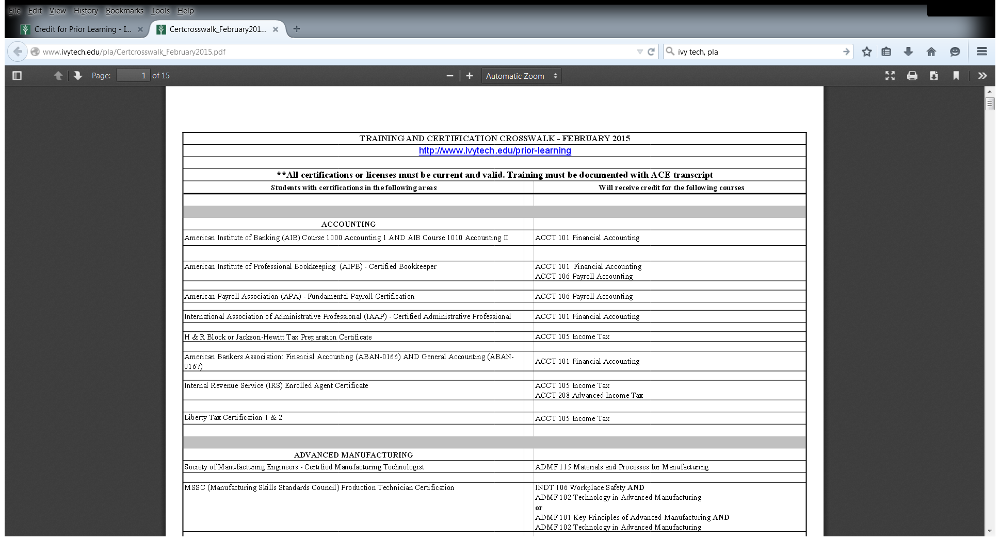 File Edit View History Bookmarks Tools Help
Credit for Prior Learning - I...
Certcrosswalk_February201...
www.ivytech.edu/pla/Certcrosswalk_February2015.pdf
ivy tech, pla
Page: 1 of 15
Automatic Zoom
TRAINING AND CERTIFICATION CROSSWALK - FEBRUARY 2015
http://www.ivytech.edu/prior-learning
**All certifications or licenses must be current and valid. Training must be documented with ACE transcript
Students with certifications in the following areas Will receive credit for the following courses
ACCOUNTING
American Institute of Banking (AIB) Course 1000 Accounting 1 AND AIB Course 1010 Accounting II ACCT 101 Financial Accounting
American Institute of Professional Bookkeeping (AIPB) - Certified Bookkeeper ACCT 101 Financial Accounting
ACCT 106 Payroll Accounting
American Payroll Association (APA) - Fundamental Payroll Certification ACCT 106 Payroll Accounting
International Association of Administrative Professional (IAAP) - Certified Administrative Professional ACCT 101 Financial Accounting
H & R Block or Jackson-Hewitt Tax Preparation Certificate ACCT 105 Income Tax
American Bankers Association: Financial Accounting (ABAN-0166) AND General Accounting (ABAN-
0167)
ACCT 101 Financial Accounting
Internal Revenue Service (IRS) Enrolled Agent Certificate ACCT 105 Income Tax
ACCT 208 Advanced Income Tax
Liberty Tax Certification 1 & 2 ACCT 105 Income Tax
ADVANCED MANUFACTURING
Society of Manufacturing Engineers - Certified Manufacturing Technologist ADMF 115 Materials and Processes for Manufacturing
MSSC (Manufacturing Skills Standards Council) Production Technician Certification INDT 106 Workplace Safety AND
ADMF 102 Technology in Advanced Manufacturing
or
ADMF 101 Key Principles of Advanced Manufacturing AND
ADMF 102 Technology in Advanced Manufacturing